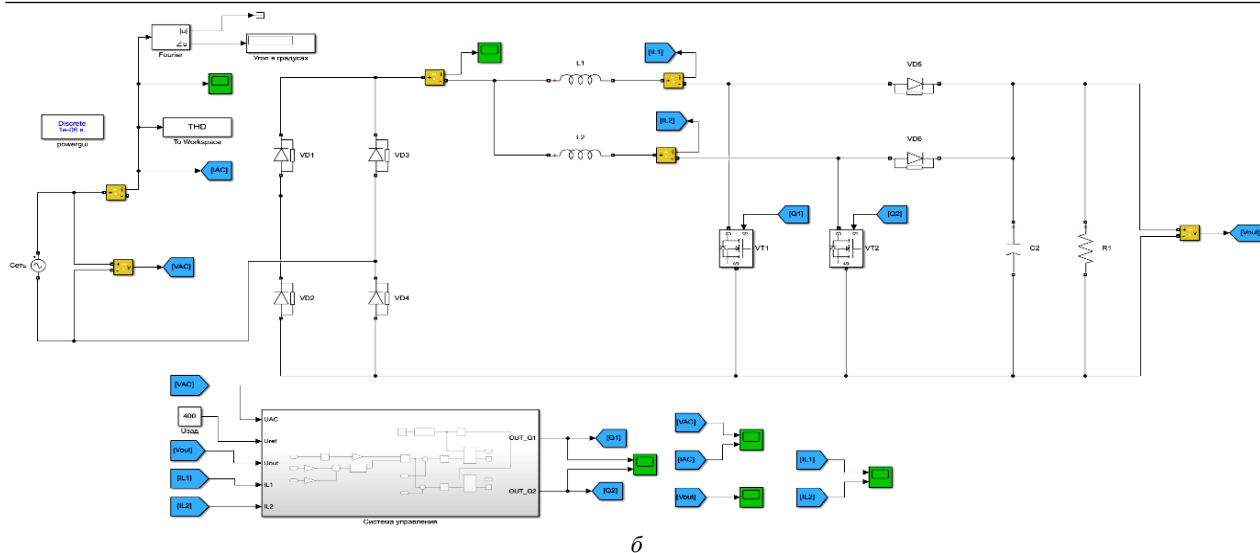 |u|
∠u
Fourier
Угол в градусах
Discrete
1e-06 s.
powergui
THD
To Workspace
[IAC]
[VAC]
Сеть
VD1
VD3
VD2
VD4
[IL1]
L1
[IL2]
L2
VD5
VD6
[Q1]
[Q2]
VT1
VT2
C2
R1
[Vout]
[VAC]
400
Uзад
[Vout]
[IL1]
[IL2]
UAC
Uref
Uout
IL1
IL2
OUT_Q1
OUT_Q2
Система управления
[Q1]
[Q2]
[VAC]
[IAC]
[Vout]
[IL1]
[IL2]
б